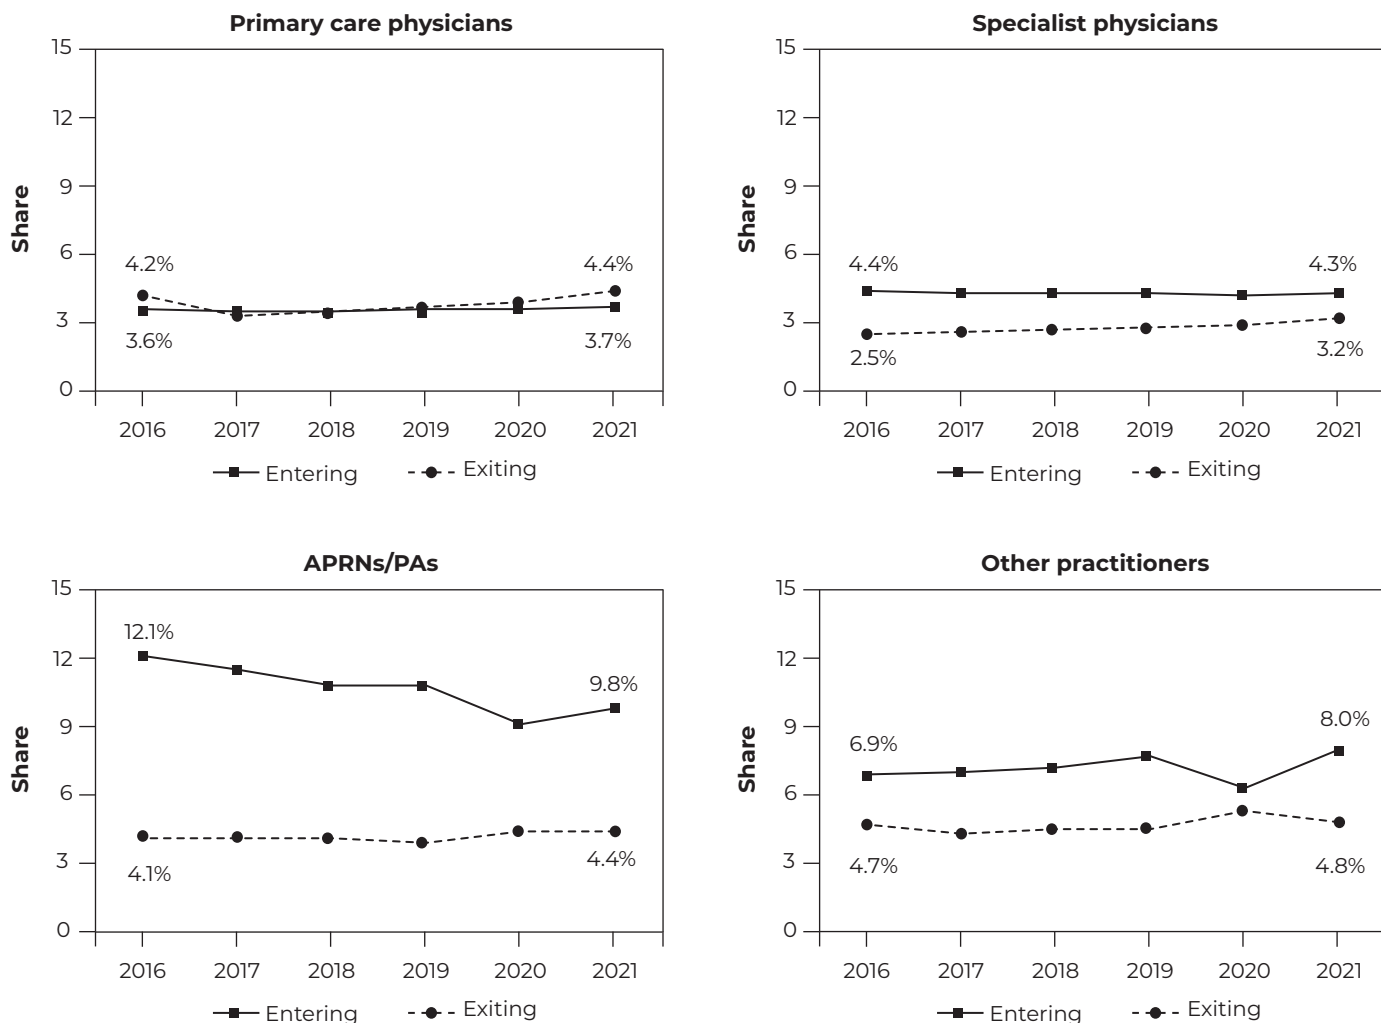 Primary care physicians
Share
15
12
9
6
3
0
4.2%
4.4%
3.6%
3.7%
2016 2017 2018 2019 2020 2021
Entering Exiting
Specialist physicians
Share
15
12
9
6
3
0
4.4%
4.3%
2.5%
3.2%
2016 2017 2018 2019 2020 2021
Entering Exiting
APRNs/PAs
Share
15
12
9
6
3
0
12.1%
9.8%
4.1%
4.4%
2016 2017 2018 2019 2020 2021
Entering Exiting
Other practitioners
Share
15
12
9
6
3
0
6.9%
8.0%
4.7%
4.8%
2016 2017 2018 2019 2020 2021
Entering Exiting